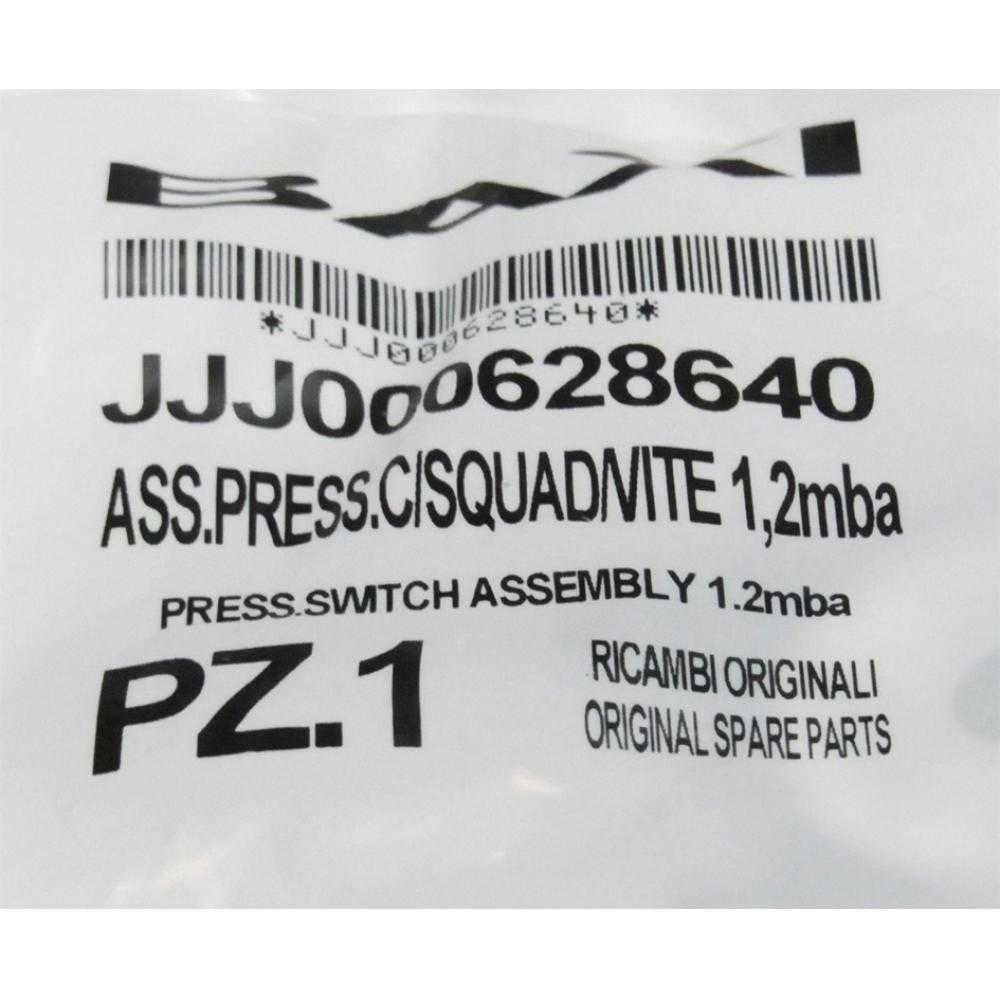 BAXI
*JJJ000628640*
JJJ000628640
ASS.PRESS.C/SQUAD/VITE 1,2mba
PRESS.SWITCH ASSEMBLY 1.2mba
PZ.1
RICAMBI ORIGINALI
ORIGINAL SPARE PARTS